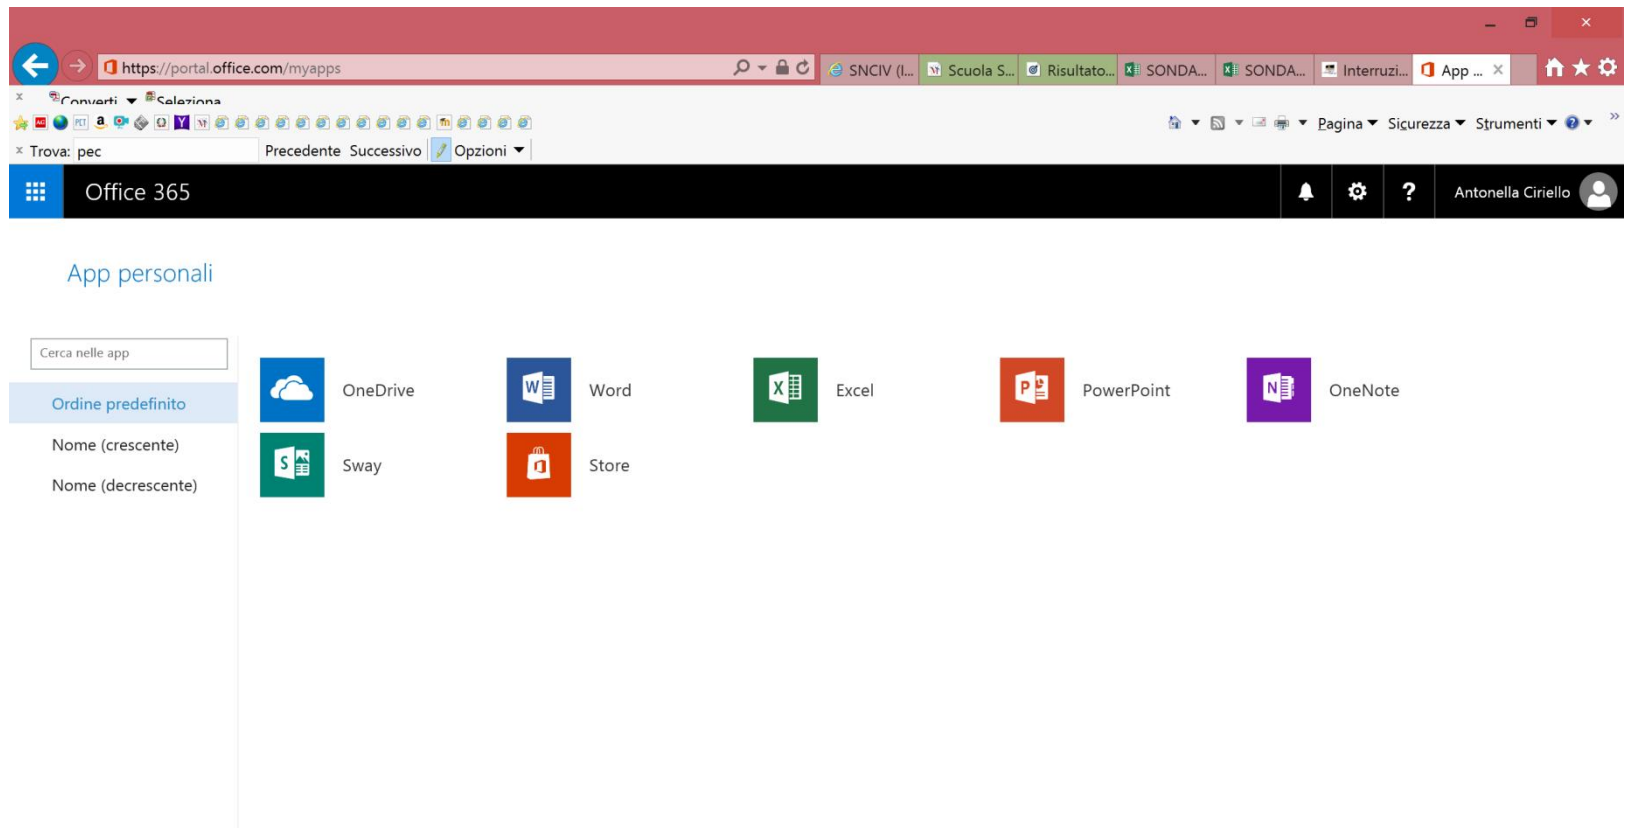 https://portal.office.com/myapps
SNCIV (I...
Scuola S...
Risultato...
SONDA...
SONDA...
Interruzi...
App ...
Converti
Seleziona
Pagina
Sicurezza
Strumenti
Trova: pec
Precedente Successivo
Opzioni
Office 365
Antonella Ciriello
App personali
Cerca nelle app
Ordine predefinito
Nome (crescente)
Nome (decrescente)
OneDrive
Word
Excel
PowerPoint
OneNote
Sway
Store